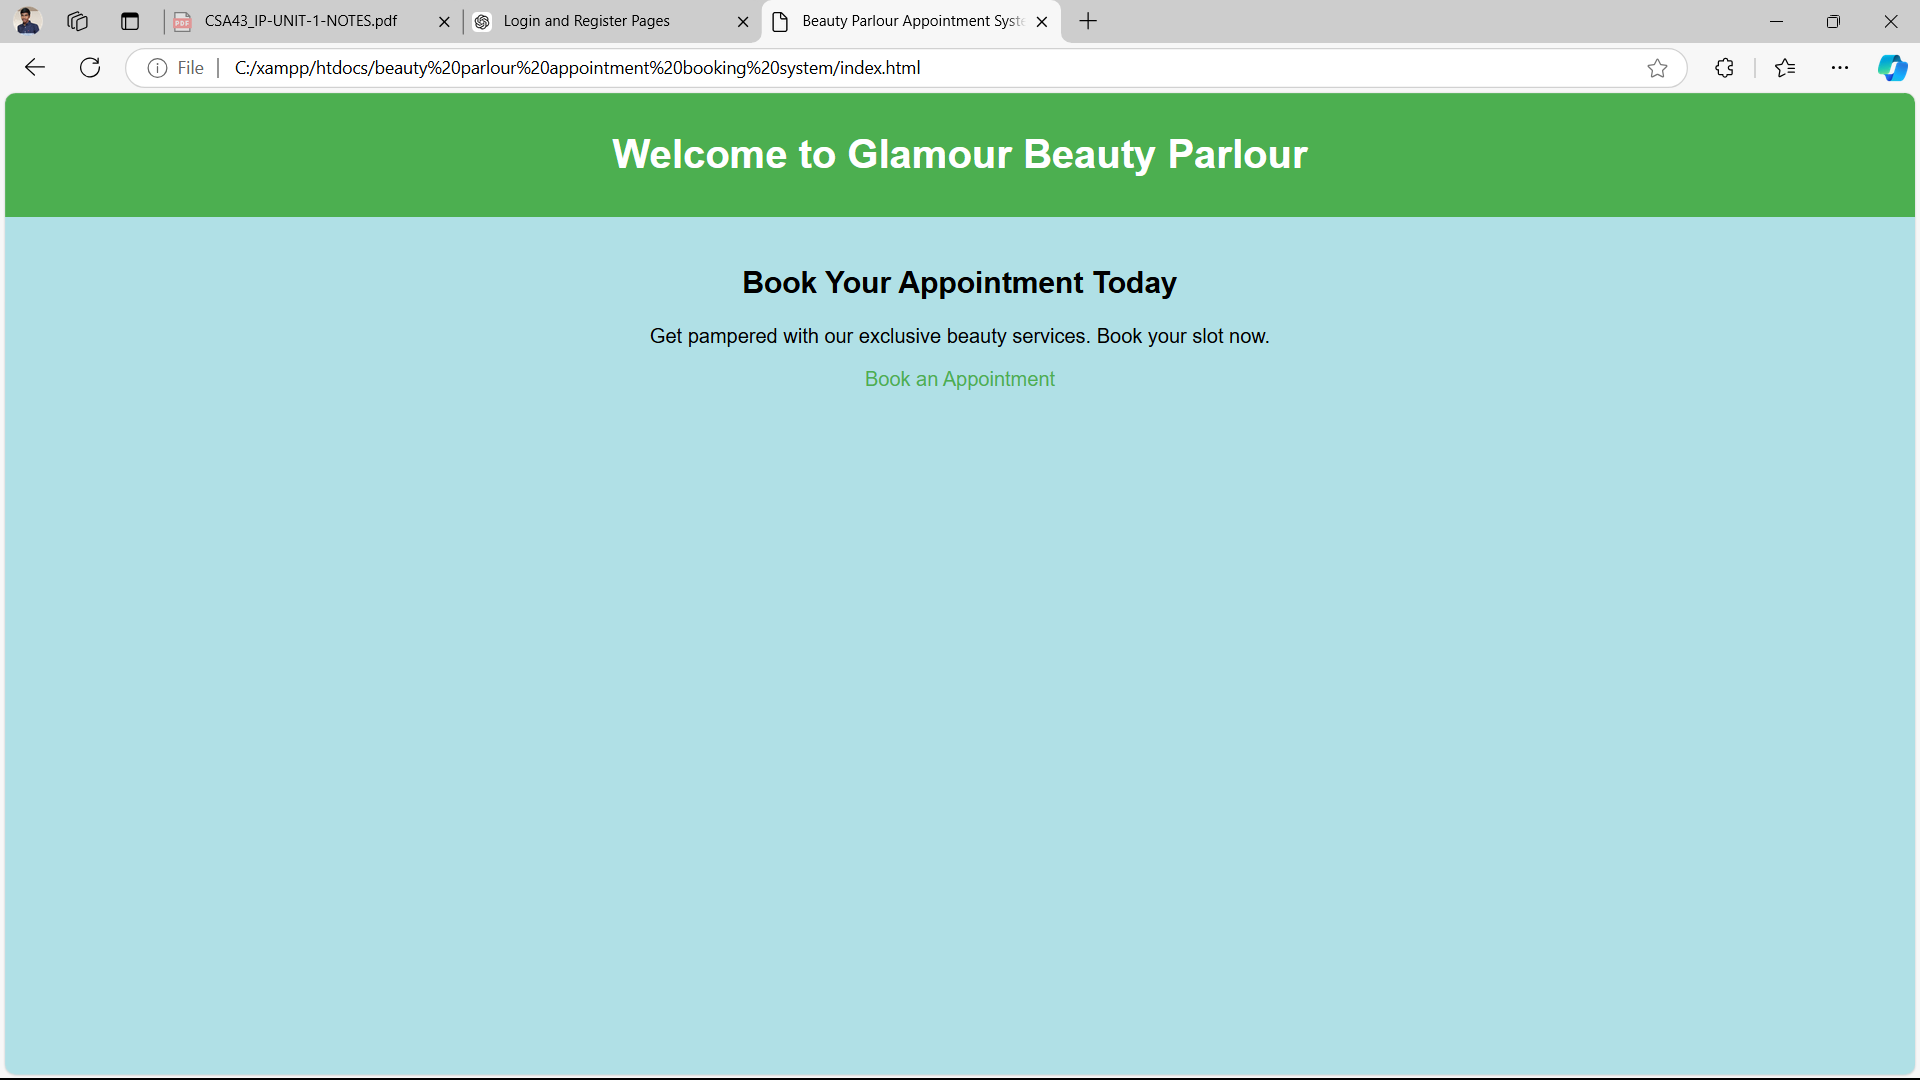 CSA43_IP-UNIT-1-NOTES.pdf
Login and Register Pages
Beauty Parlour Appointment Syst
File
C:/xampp/htdocs/beauty%20parlour%20appointment%20booking%20system/index.html
Welcome to Glamour Beauty Parlour
Book Your Appointment Today
Get pampered with our exclusive beauty services. Book your slot now.
Book an Appointment